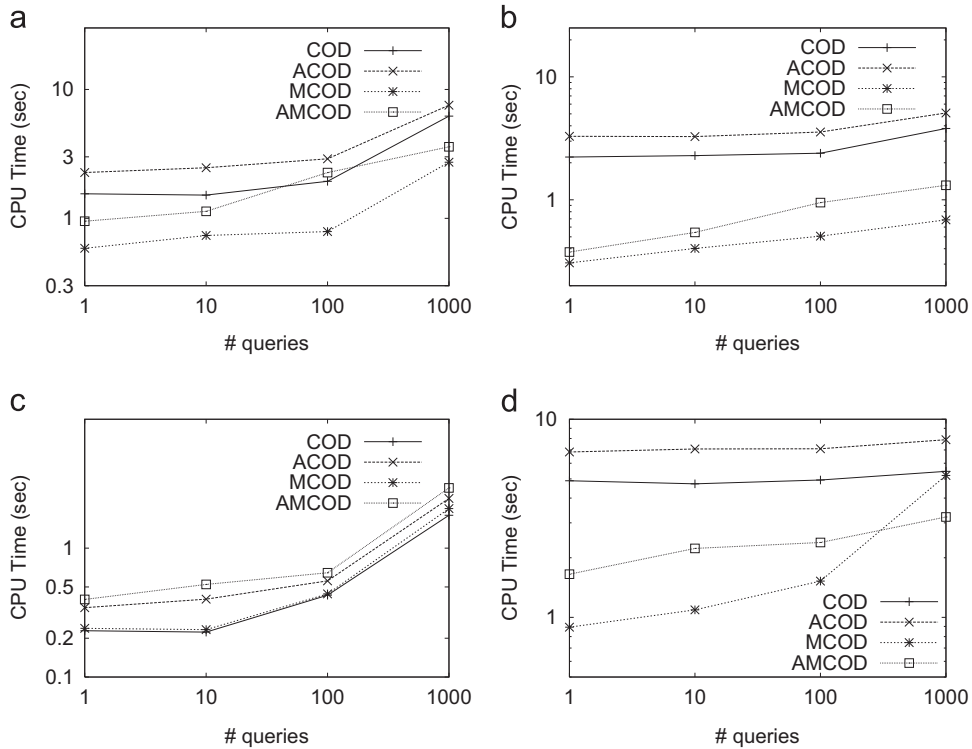 a
CPU Time (sec)
10
3
1
0.3
COD
ACOD
MCOD
AMCOD
1 10 100 1000
# queries
b
CPU Time (sec)
10
1
COD
ACOD
MCOD
AMCOD
1 10 100 1000
# queries
c
CPU Time (sec)
1
0.5
0.2
0.1
COD
ACOD
MCOD
AMCOD
1 10 100 1000
# queries
d
CPU Time (sec)
10
1
COD
ACOD
MCOD
AMCOD
1 10 100 1000
# queries